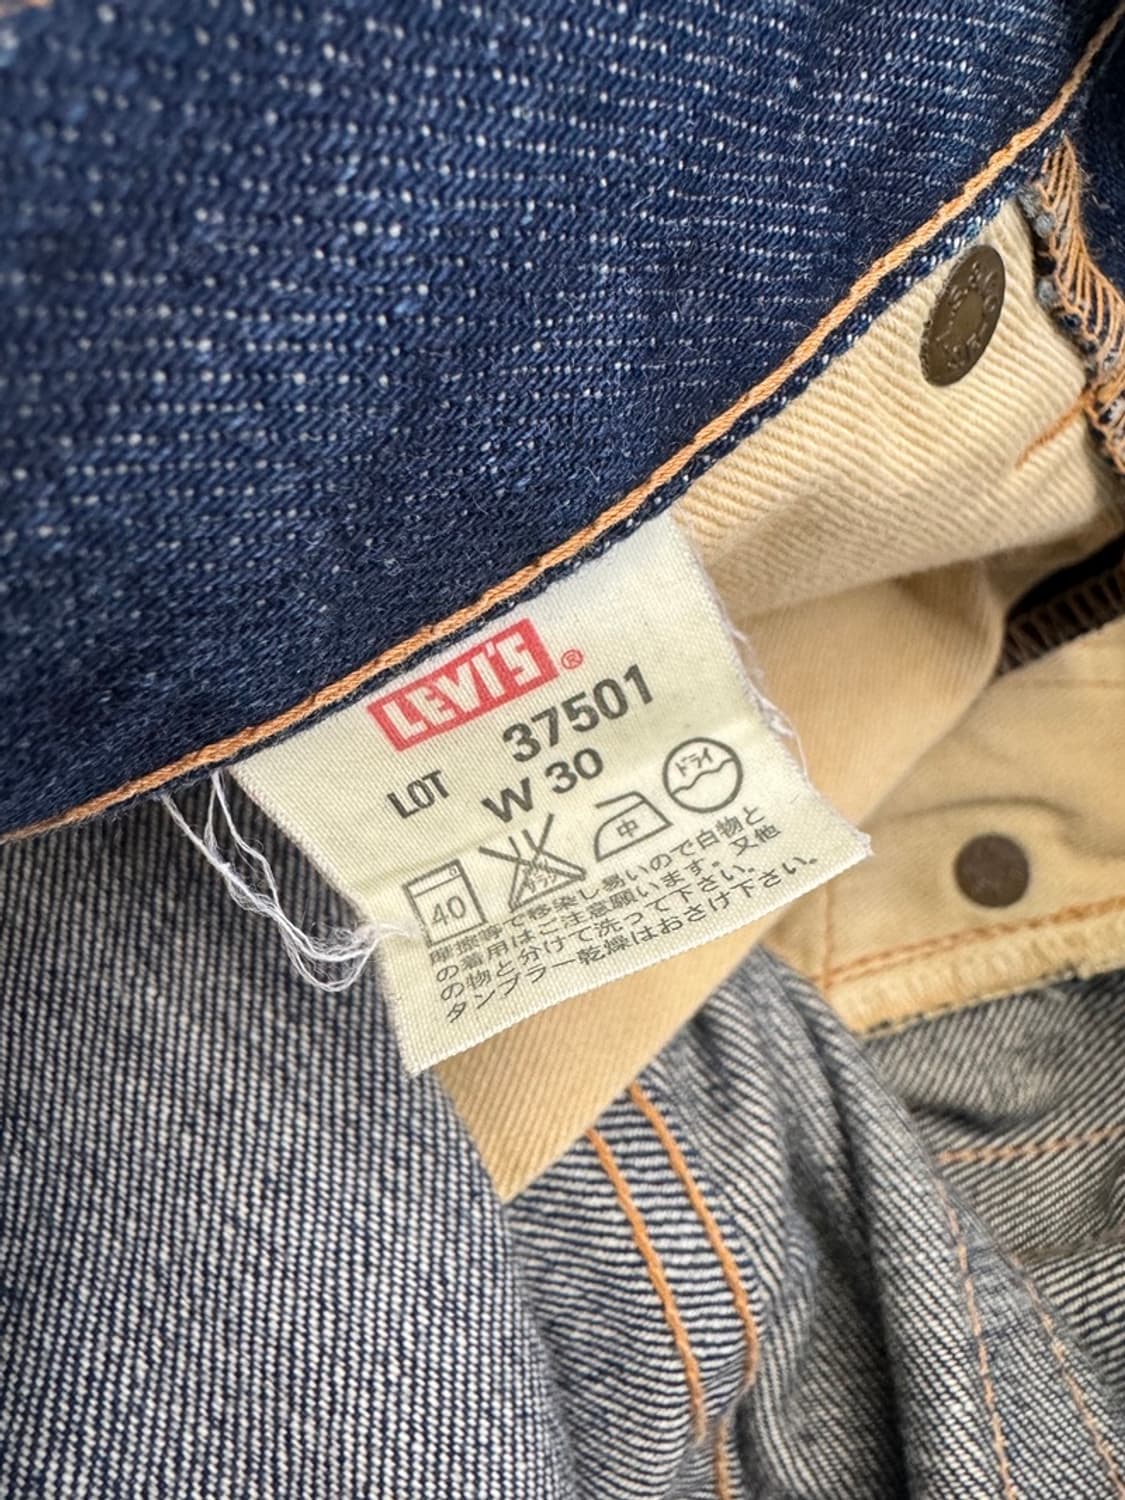 LEVI'S®
LOT 37501
W 30
40 中 ドライ
摩擦等で移染し易いので白物と
の着用はご注意願います。又他
の物と分けて洗って下さい。
タンブラー乾燥はおさけ下さい。